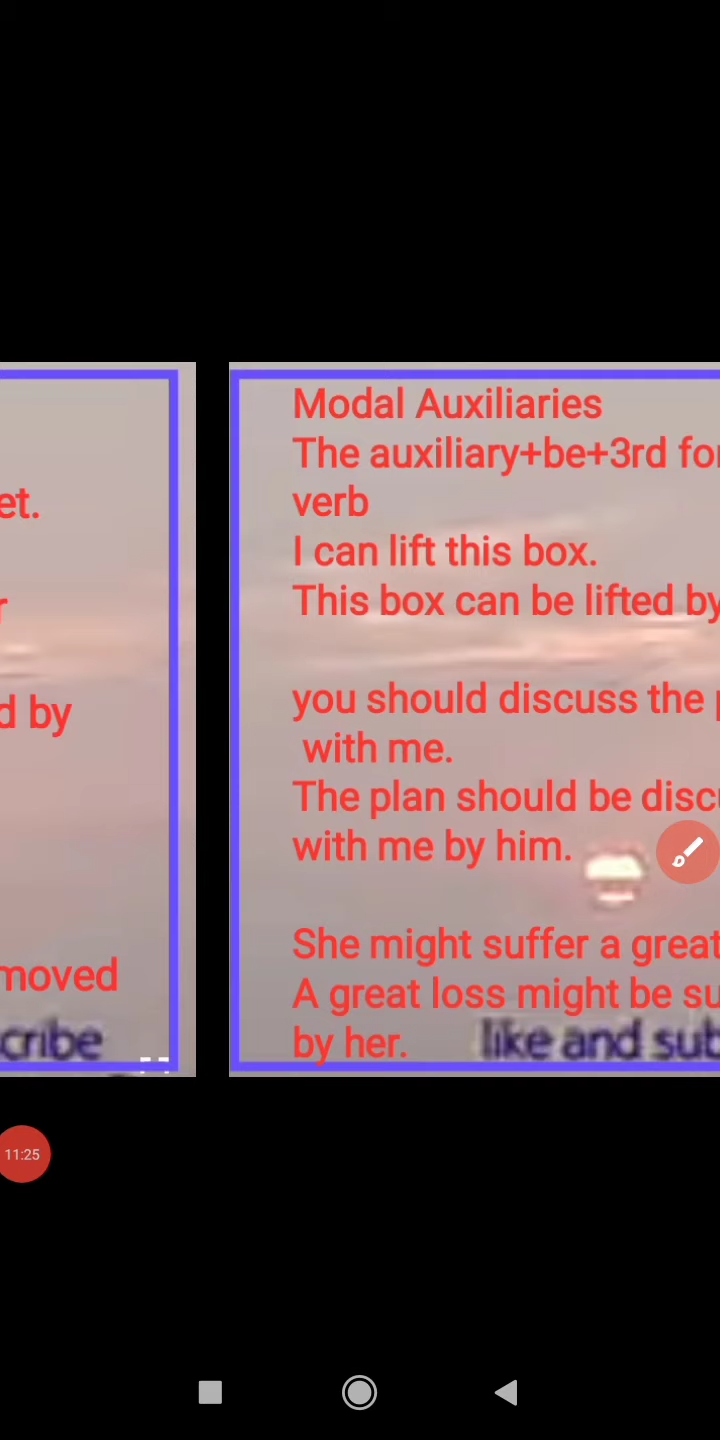 et.
r
d by
moved
cribe
Modal Auxiliaries
The auxiliary+be+3rd for
verb
I can lift this box.
This box can be lifted by
you should discuss the p
with me.
The plan should be discu
with me by him.
She might suffer a great
A great loss might be su
by her.
like and sub
11:25